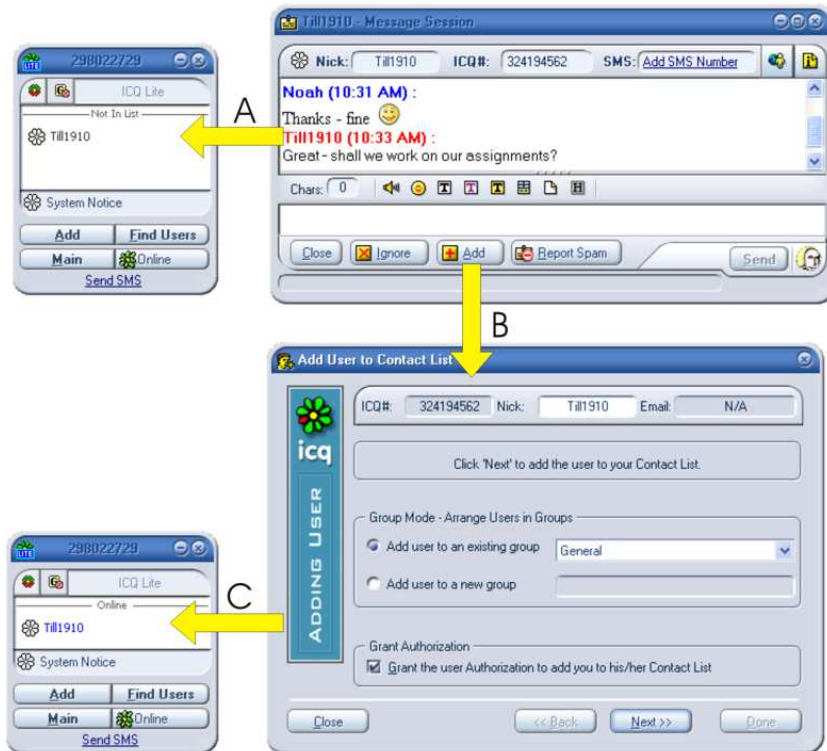 298022729
ICQ Lite
Not In List
Till1910
System Notice
Add Find Users
Main Online
Send SMS
A
Till1910 - Message Session
Nick: Till1910 ICQ#: 324194562 SMS: Add SMS Number
Noah (10:31 AM) :
Thanks - fine
Till1910 (10:33 AM) :
Great - shall we work on our assignments?
Chars: 0
Close Ignore Add Report Spam Send
B
Add User to Contact List
ICQ#: 324194562 Nick: Till1910 Email: N/A
icq
ADDING USER
Click 'Next' to add the user to your Contact List.
Group Mode - Arrange Users in Groups
Add user to an existing group General
Add user to a new group
Grant Authorization
Grant the user Authorization to add you to his/her Contact List
Close << Back Next >> Done
C
298022729
LITE
ICQ Lite
Online
Till1910
System Notice
Add Find Users
Main Online
Send SMS